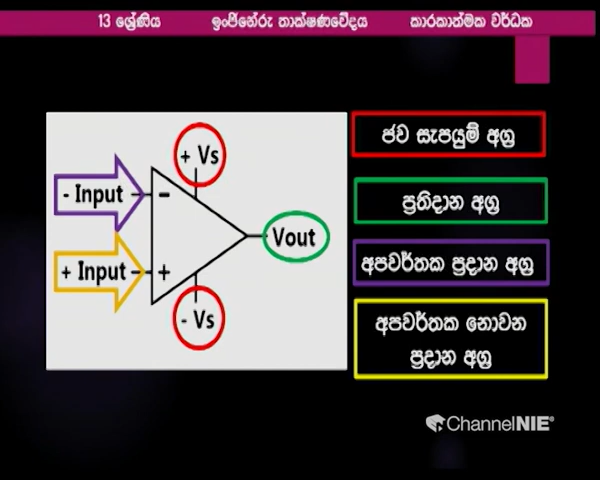 13 ශ්‍රේණිය ඉංජිනේරු තාක්ෂණවේදය කාරකාත්මක වර්ධක
+ Vs
- Input
−
Vout
+ Input
+
- Vs
ජව සැපයුම් අග්‍ර
ප්‍රතිදාන අග්‍ර
අපවර්තක ප්‍රදාන අග්‍ර
අපවර්තක නොවන
ප්‍රදාන අග්‍ර
ChannelNIE®